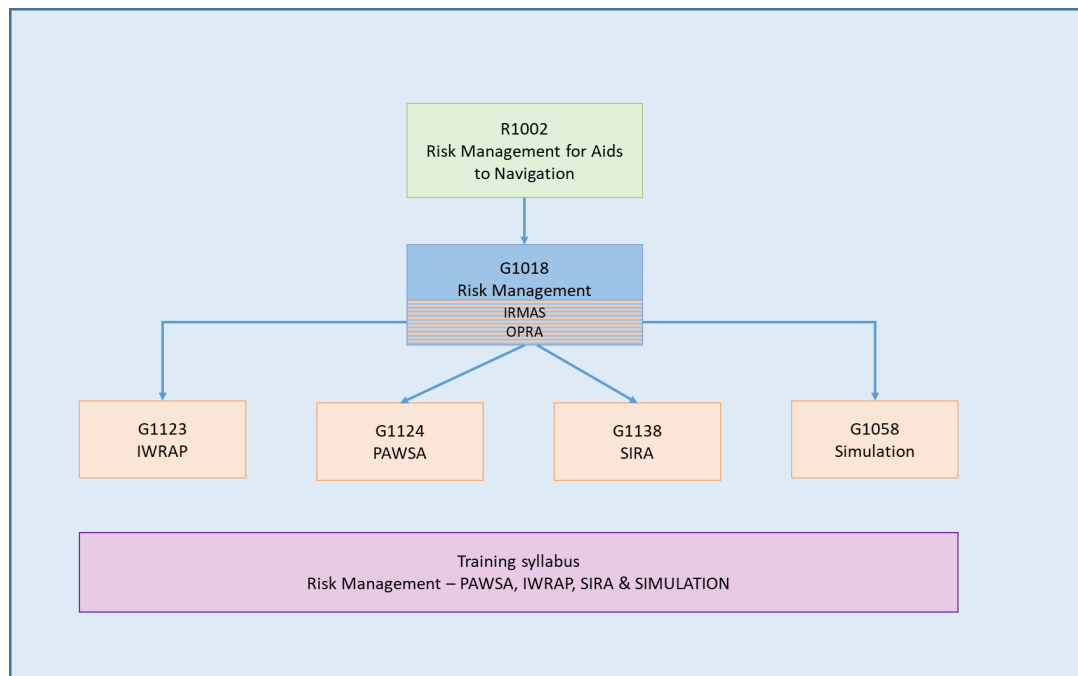 R1002
Risk Management for Aids
to Navigation
G1018
Risk Management
IRMAS
OPRA
G1123
IWRAP
G1124
PAWSA
G1138
SIRA
G1058
Simulation
Training syllabus
Risk Management – PAWSA, IWRAP, SIRA & SIMULATION